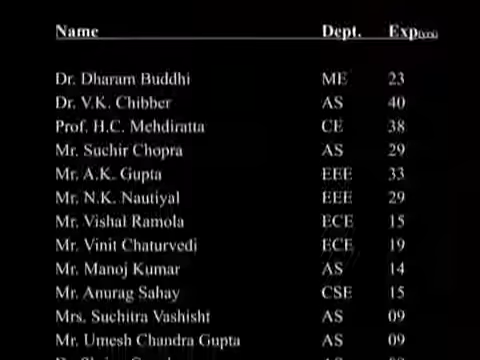 Name Dept. Exp(yrs)
Dr. Dharam Buddhi ME 23
Dr. V.K. Chibber AS 40
Prof. H.C. Mehdiratta CE 38
Mr. Suchir Chopra AS 29
Mr. A.K. Gupta EEE 33
Mr. N.K. Nautiyal EEE 29
Mr. Vishal Ramola ECE 15
Mr. Vinit Chaturvedi ECE 19
Mr. Manoj Kumar AS 14
Mr. Anurag Sahay CSE 15
Mrs. Suchitra Vashisht AS 09
Mr. Umesh Chandra Gupta AS 09